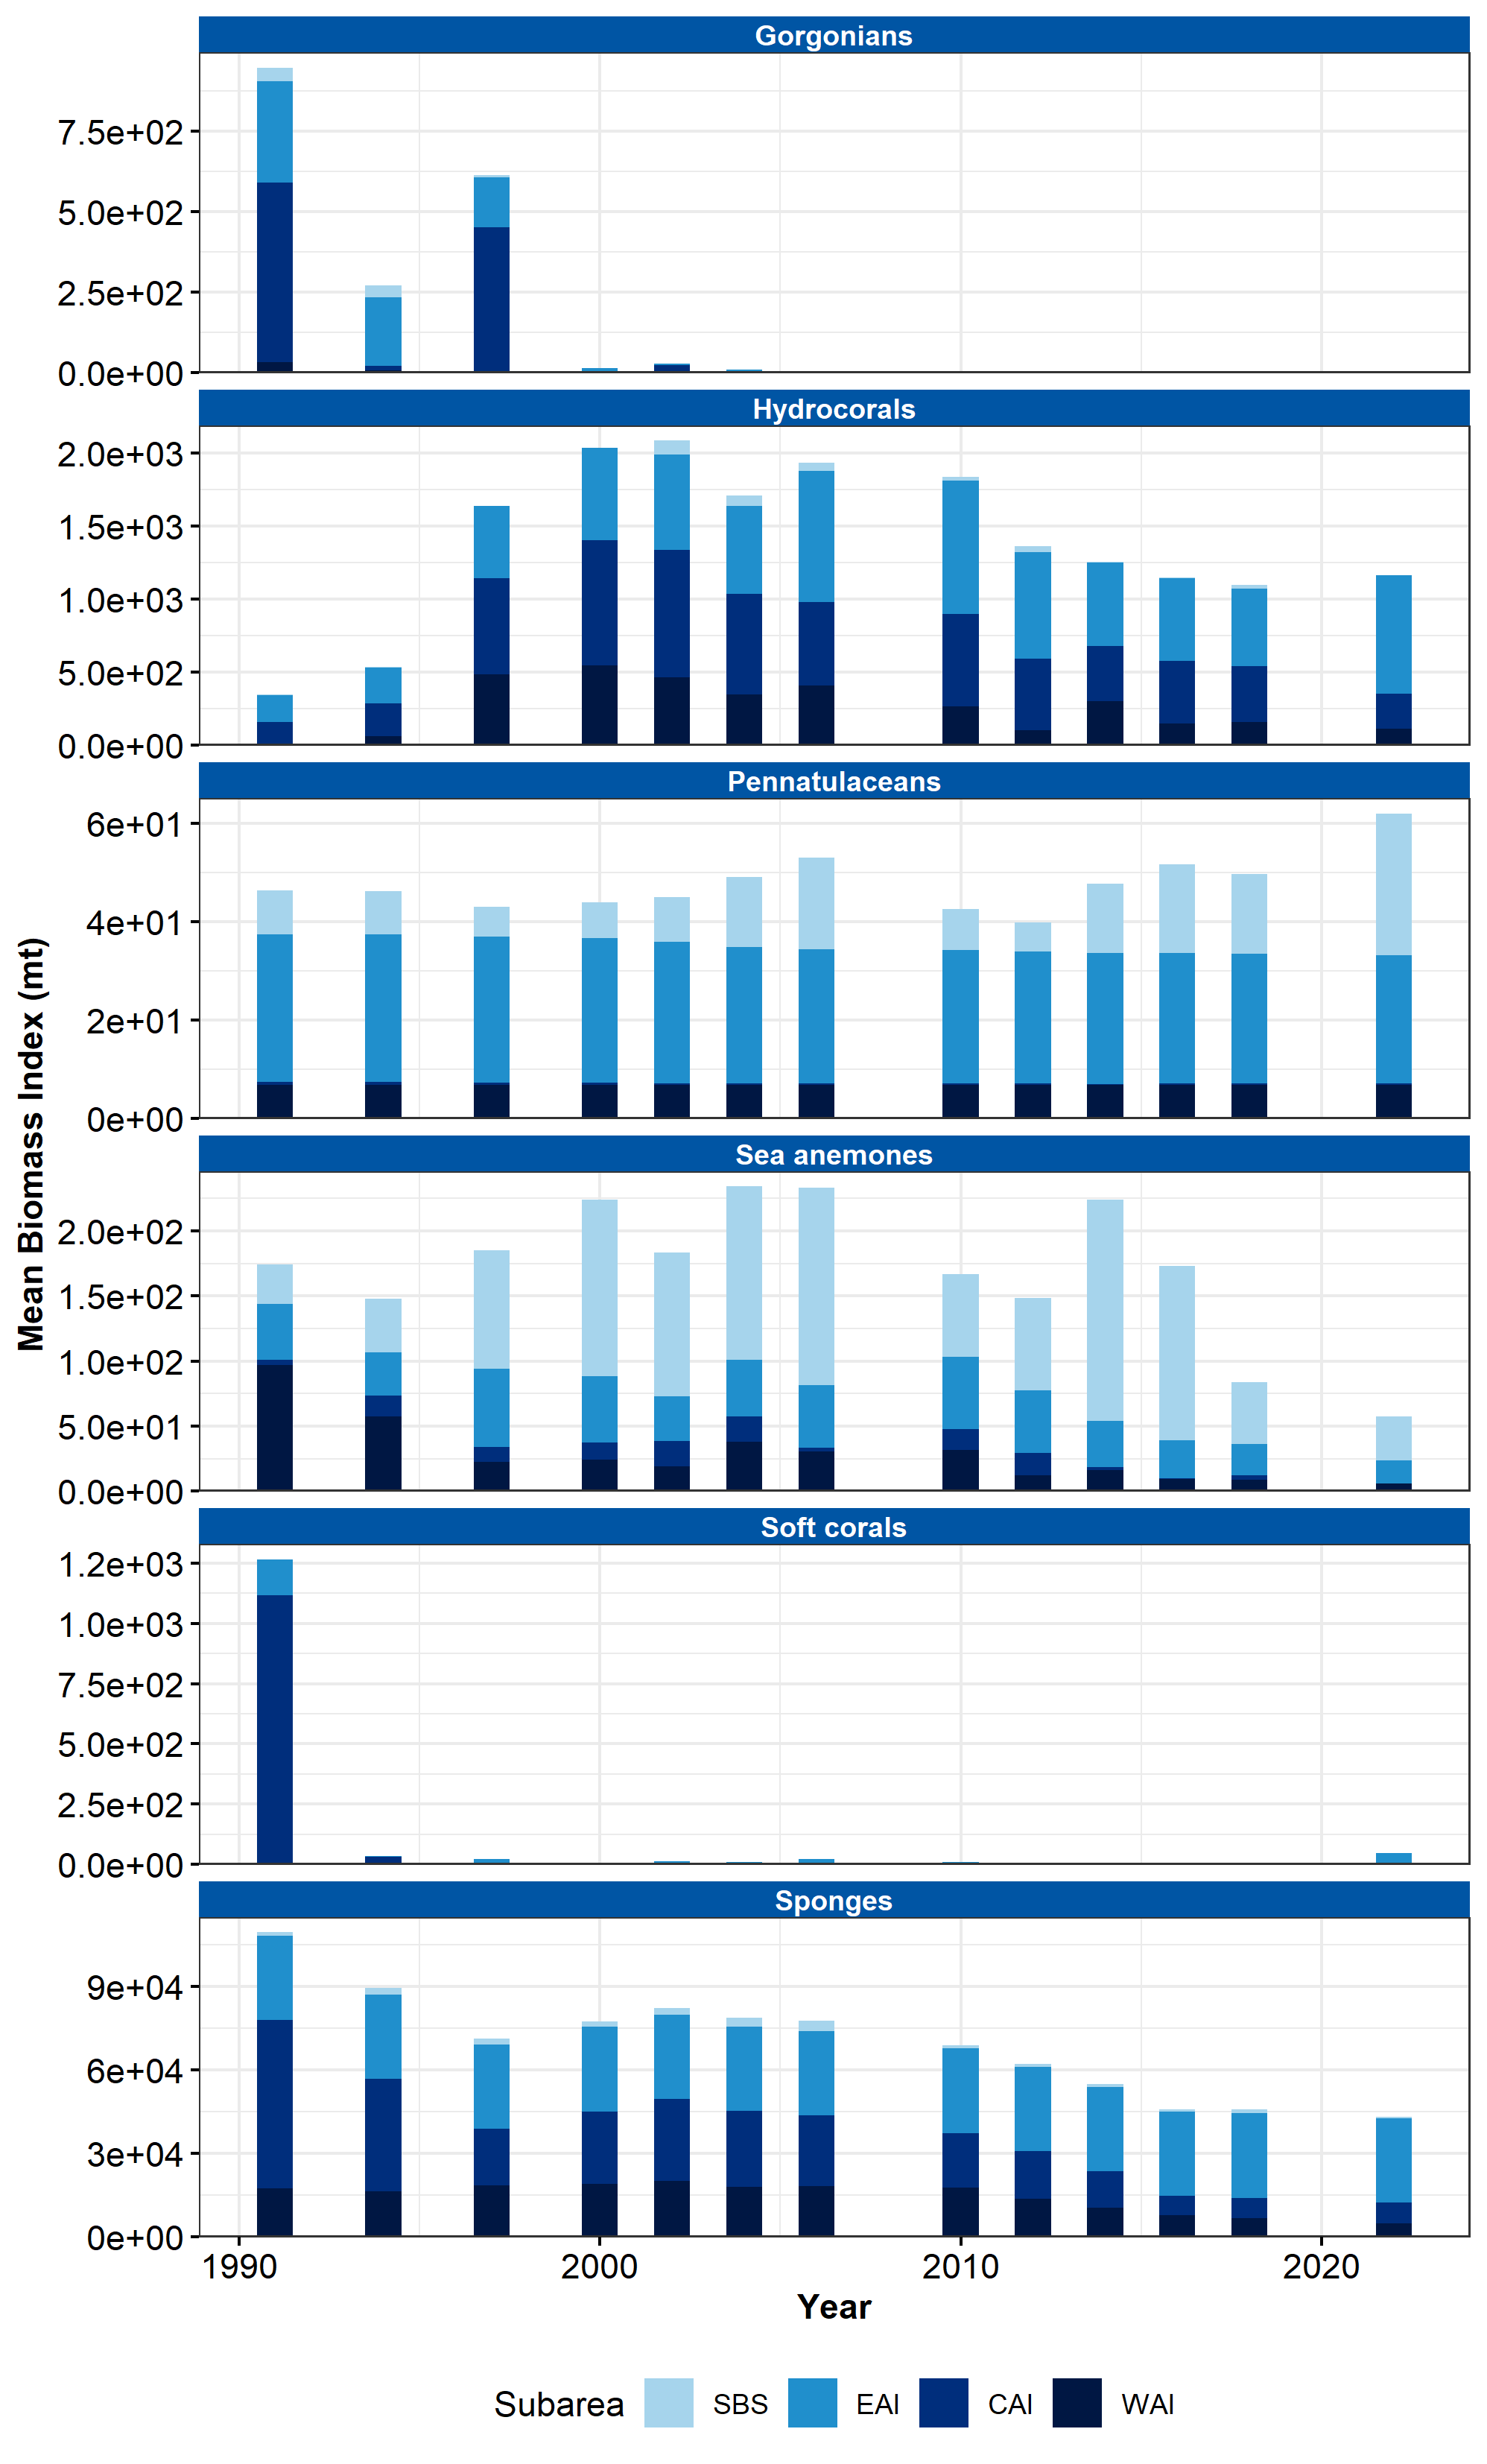 Gorgonians
7.5e+02
5.0e+02
2.5e+02
0.0e+00
Hydrocorals
2.0e+03
1.5e+03
1.0e+03
5.0e+02
0.0e+00
Pennatulaceans
6e+01
4e+01
2e+01
0e+00
Sea anemones
2.0e+02
1.5e+02
1.0e+02
5.0e+01
0.0e+00
Soft corals
1.2e+03
1.0e+03
7.5e+02
5.0e+02
2.5e+02
0.0e+00
Sponges
9e+04
6e+04
3e+04
0e+00
Mean Biomass Index (mt)
1990 2000 2010 2020
Year
Subarea SBS EAI CAI WAI